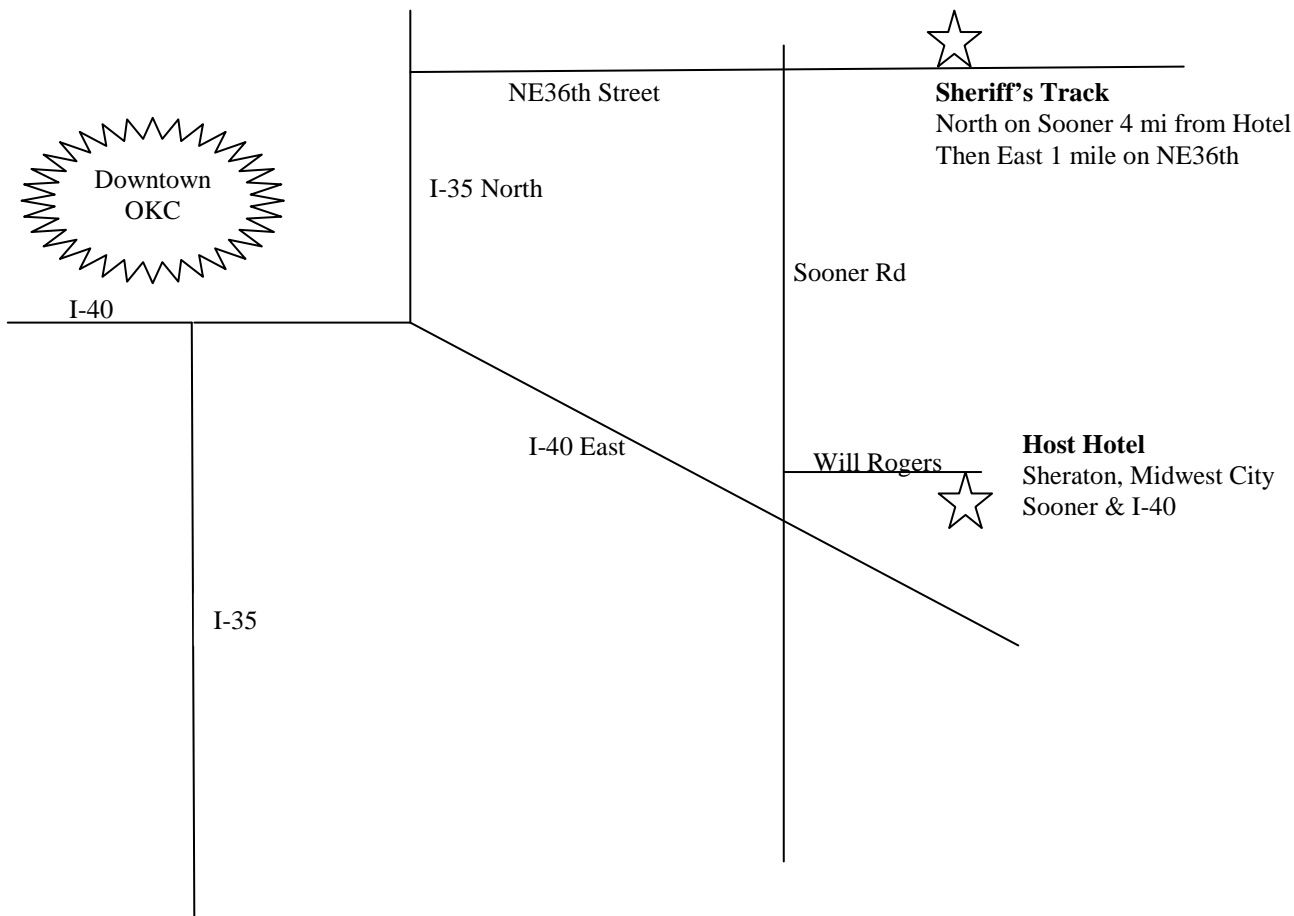 NE36th Street
Sheriff's Track
North on Sooner 4 mi from Hotel
Then East 1 mile on NE36th
Downtown
OKC
I-35 North
Sooner Rd
I-40
I-40 East
Will Rogers
Host Hotel
Sheraton, Midwest City
Sooner & I-40
I-35